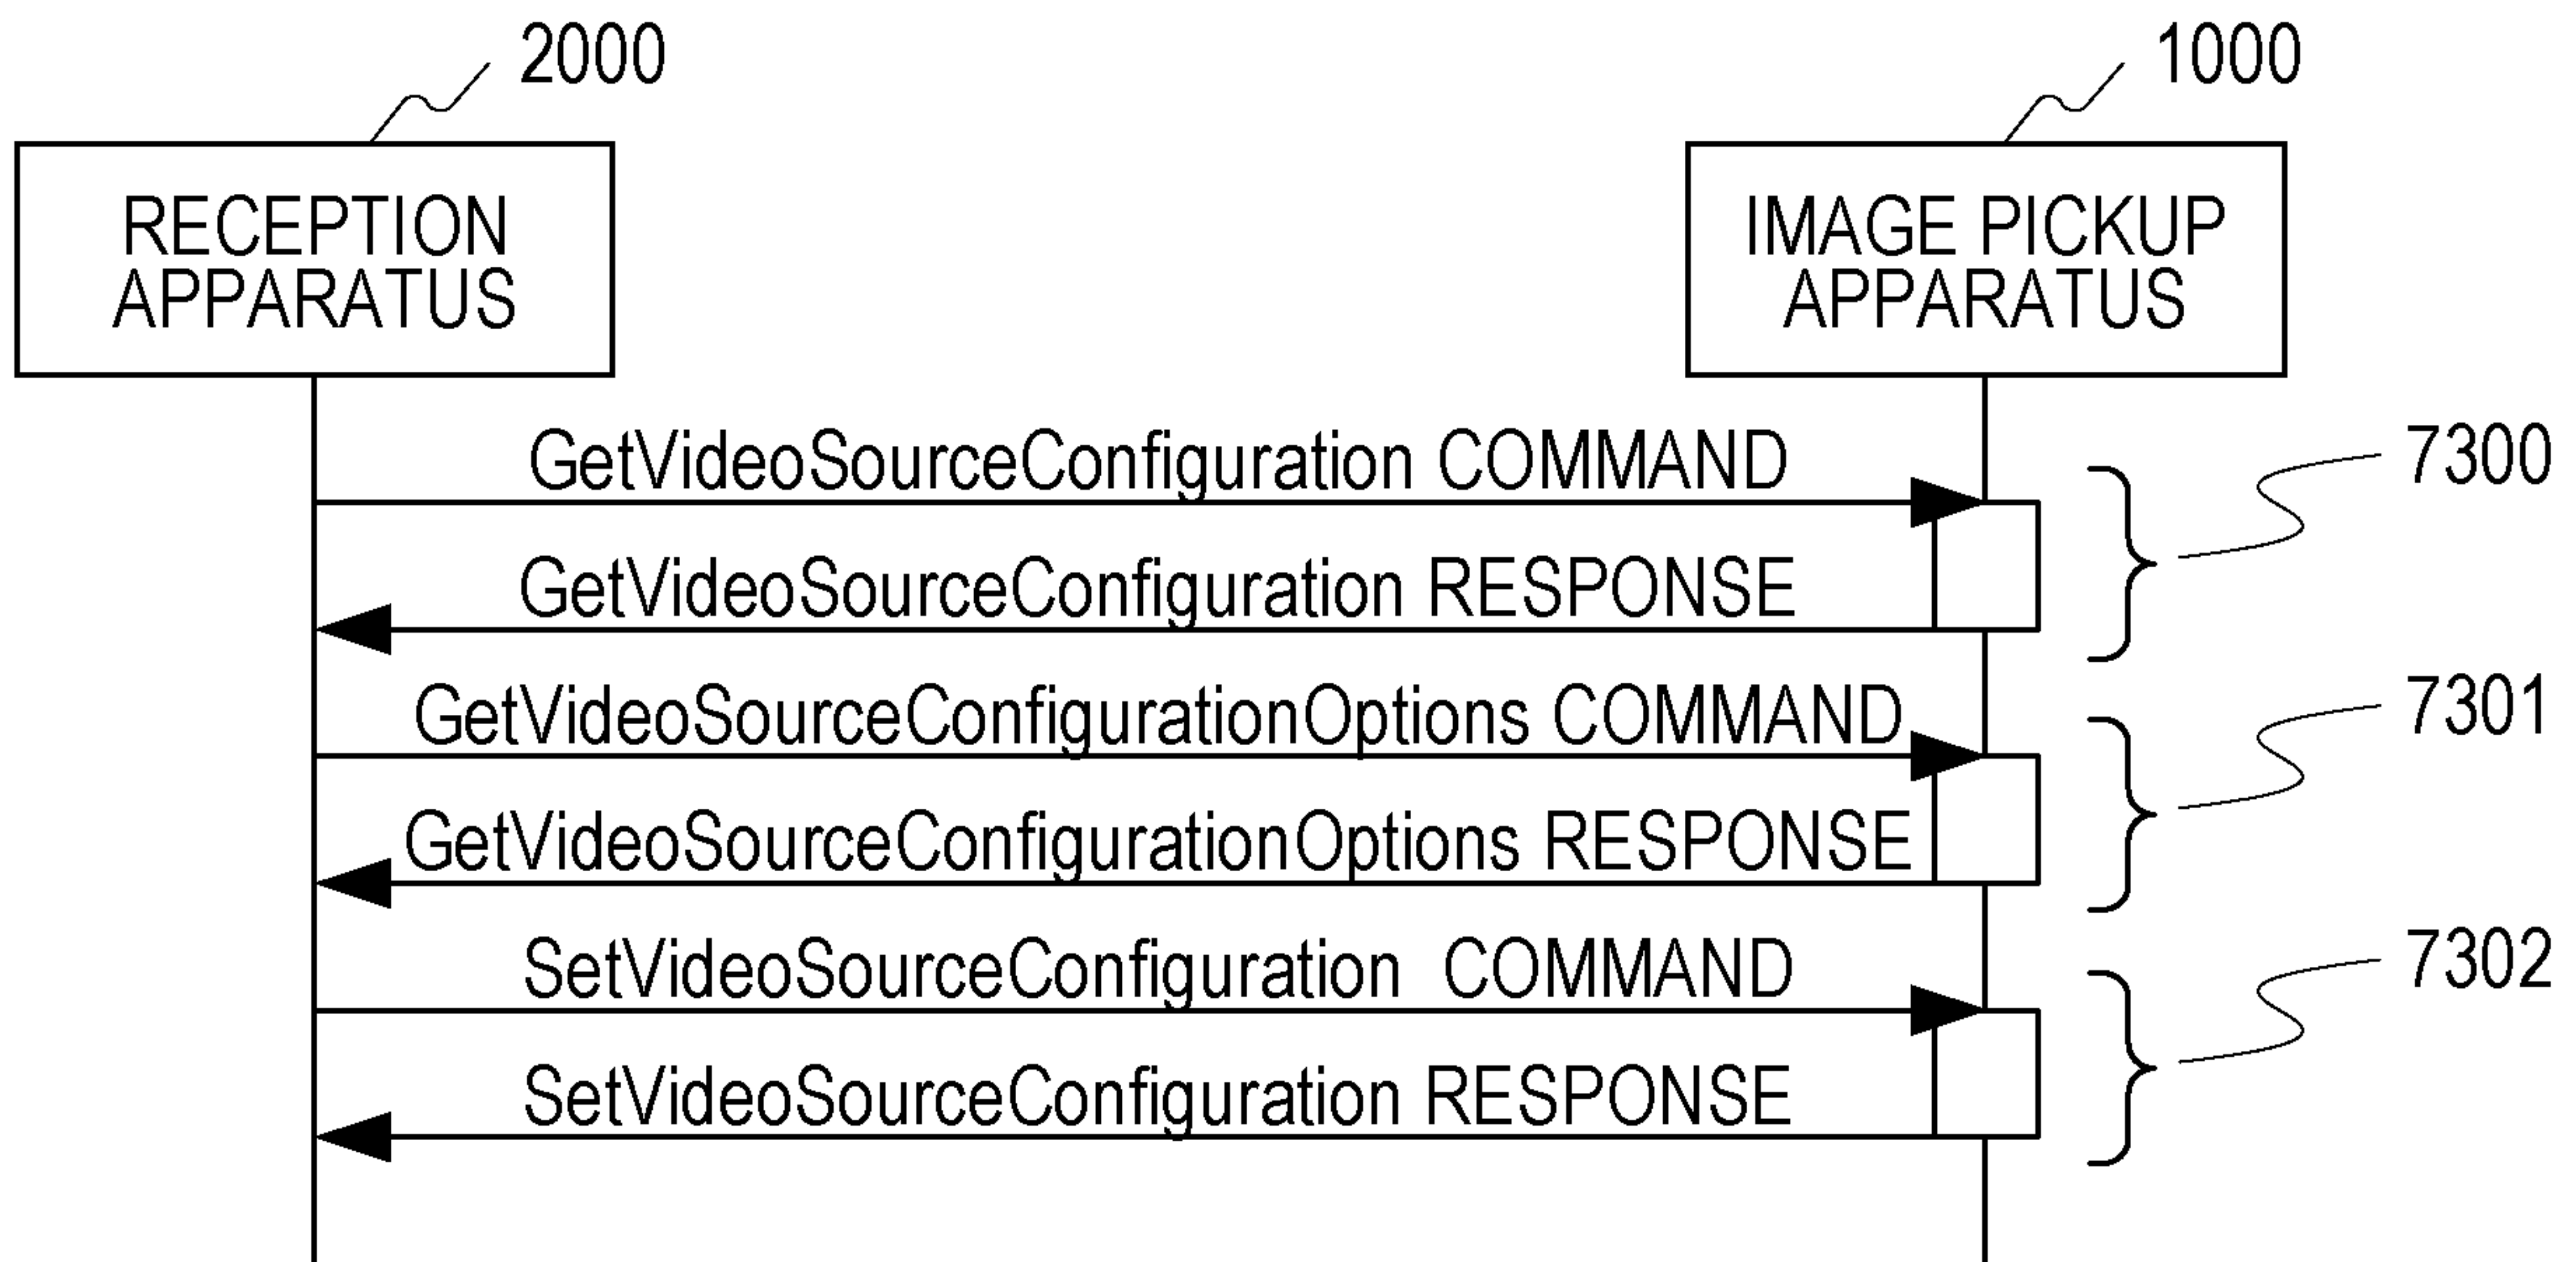 2000
1000
RECEPTION
APPARATUS
IMAGE PICKUP
APPARATUS
GetVideoSourceConfiguration COMMAND
7300
GetVideoSourceConfiguration RESPONSE
GetVideoSourceConfigurationOptions COMMAND
7301
GetVideoSourceConfigurationOptions RESPONSE
SetVideoSourceConfiguration COMMAND
7302
SetVideoSourceConfiguration RESPONSE